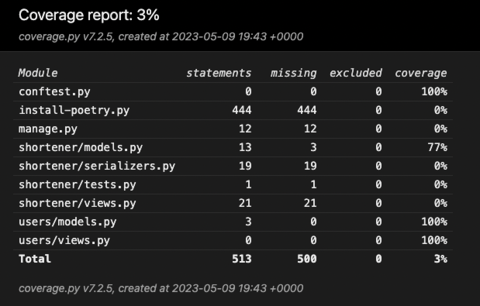 Coverage report: 3%
coverage.py v7.2.5, created at 2023-05-09 19:43 +0000
Module statements missing excluded coverage
conftest.py 0 0 0 100%
install-poetry.py 444 444 0 0%
manage.py 12 12 0 0%
shortener/models.py 13 3 0 77%
shortener/serializers.py 19 19 0 0%
shortener/tests.py 1 1 0 0%
shortener/views.py 21 21 0 0%
users/models.py 3 0 0 100%
users/views.py 0 0 0 100%
Total 513 500 0 3%
coverage.py v7.2.5, created at 2023-05-09 19:43 +0000